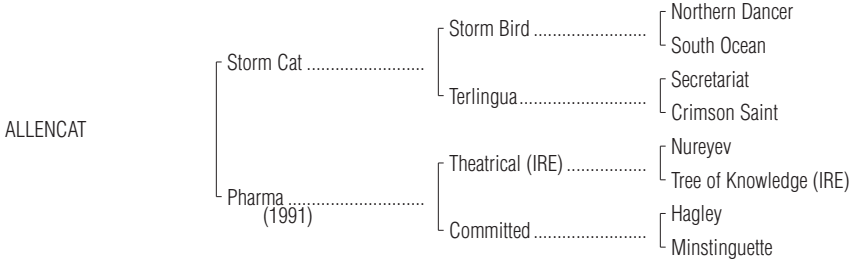 Northern Dancer
Storm Bird ........................
South Ocean
Storm Cat .........................
Secretariat
Terlingua...........................
Crimson Saint
ALLENCAT
Nureyev
Theatrical (IRE) .................
Tree of Knowledge (IRE)
Pharma .............................
(1991)
Hagley
Committed ........................
Minstinguette